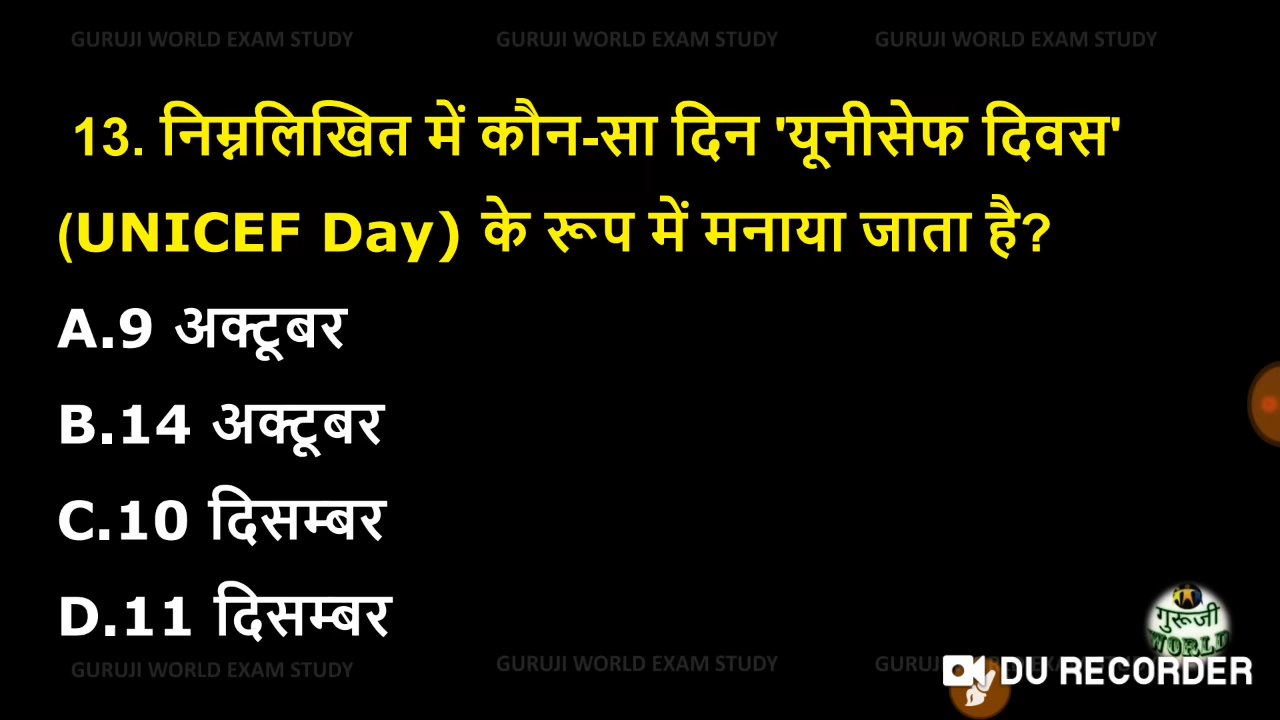 GURUJI WORLD EXAM STUDY GURUJI WORLD EXAM STUDY GURUJI WORLD EXAM STUDY
13. निम्नलिखित में कौन-सा दिन 'यूनीसेफ दिवस'
(UNICEF Day) के रूप में मनाया जाता है?
A.9 अक्टूबर
B.14 अक्टूबर
C.10 दिसम्बर
D.11 दिसम्बर
गुरूजी
WORLD
GURUJI WORLD EXAM STUDY GURUJI WORLD EXAM STUDY GURUJI
DU RECORDER